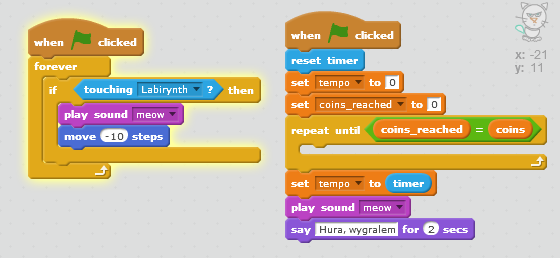 when clicked
forever
if touching Labirynth ? then
play sound meow
move -10 steps
when clicked
reset timer
set tempo to 0
set coins_reached to 0
repeat until coins_reached = coins
set tempo to timer
play sound meow
say Hura, wygralem for 2 secs
x: -21
y: 11